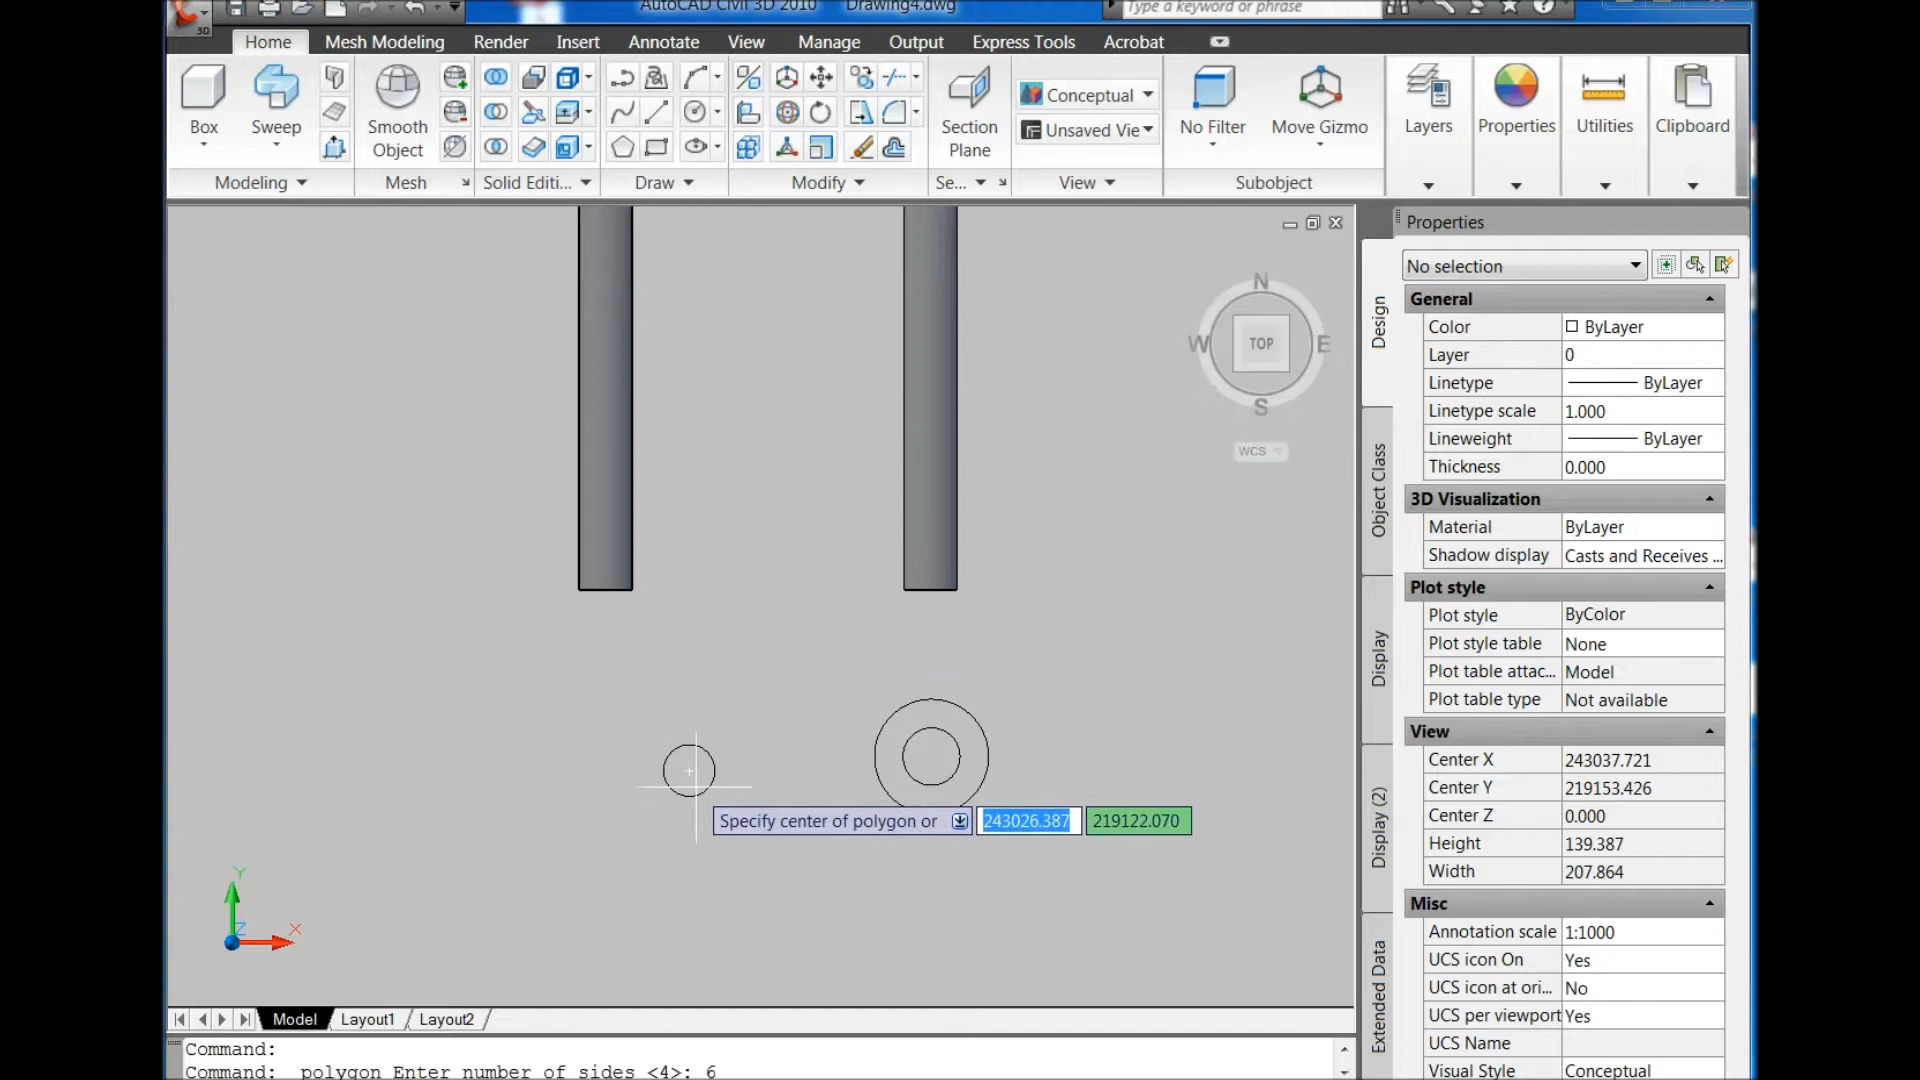 AutoCAD Civil 3D 2010 Drawing4.dwg
Type a keyword or phrase
3D
Home Mesh Modeling Render Insert Annotate View Manage Output Express Tools Acrobat
Box
Sweep
Smooth Object
Section Plane
Conceptual
Unsaved Vie
No Filter
Move Gizmo
Layers
Properties
Utilities
Clipboard
Modeling Mesh Solid Editi... Draw Modify Se... View Subobject
N
W TOP E
S
WCS
Specify center of polygon or 243026.387 219122.070
Y
Z X
Model Layout1 Layout2
Command:
Command: _polygon Enter number of sides <4>: 6
Design
Object Class
Display
Display (2)
Extended Data
Properties
No selection
General
Color ByLayer
Layer 0
Linetype ByLayer
Linetype scale 1.000
Lineweight ByLayer
Thickness 0.000
3D Visualization
Material ByLayer
Shadow display Casts and Receives ...
Plot style
Plot style ByColor
Plot style table None
Plot table attac... Model
Plot table type Not available
View
Center X 243037.721
Center Y 219153.426
Center Z 0.000
Height 139.387
Width 207.864
Misc
Annotation scale 1:1000
UCS icon On Yes
UCS icon at ori... No
UCS per viewport Yes
UCS Name
Visual Style Conceptual